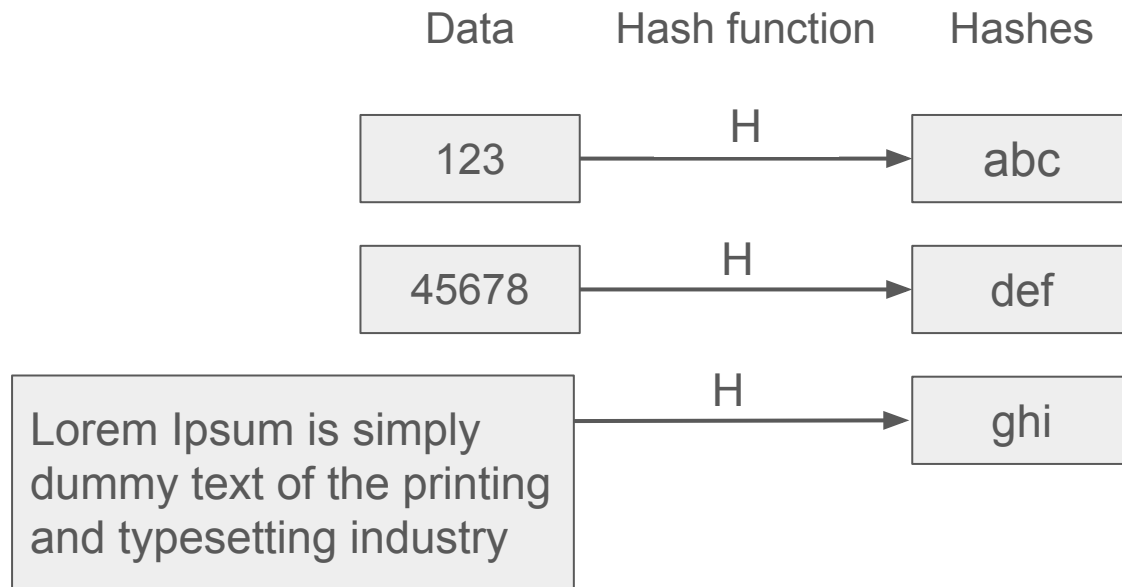 Data Hash function Hashes
123 H abc
45678 H def
H ghi
Lorem Ipsum is simply
dummy text of the printing
and typesetting industry